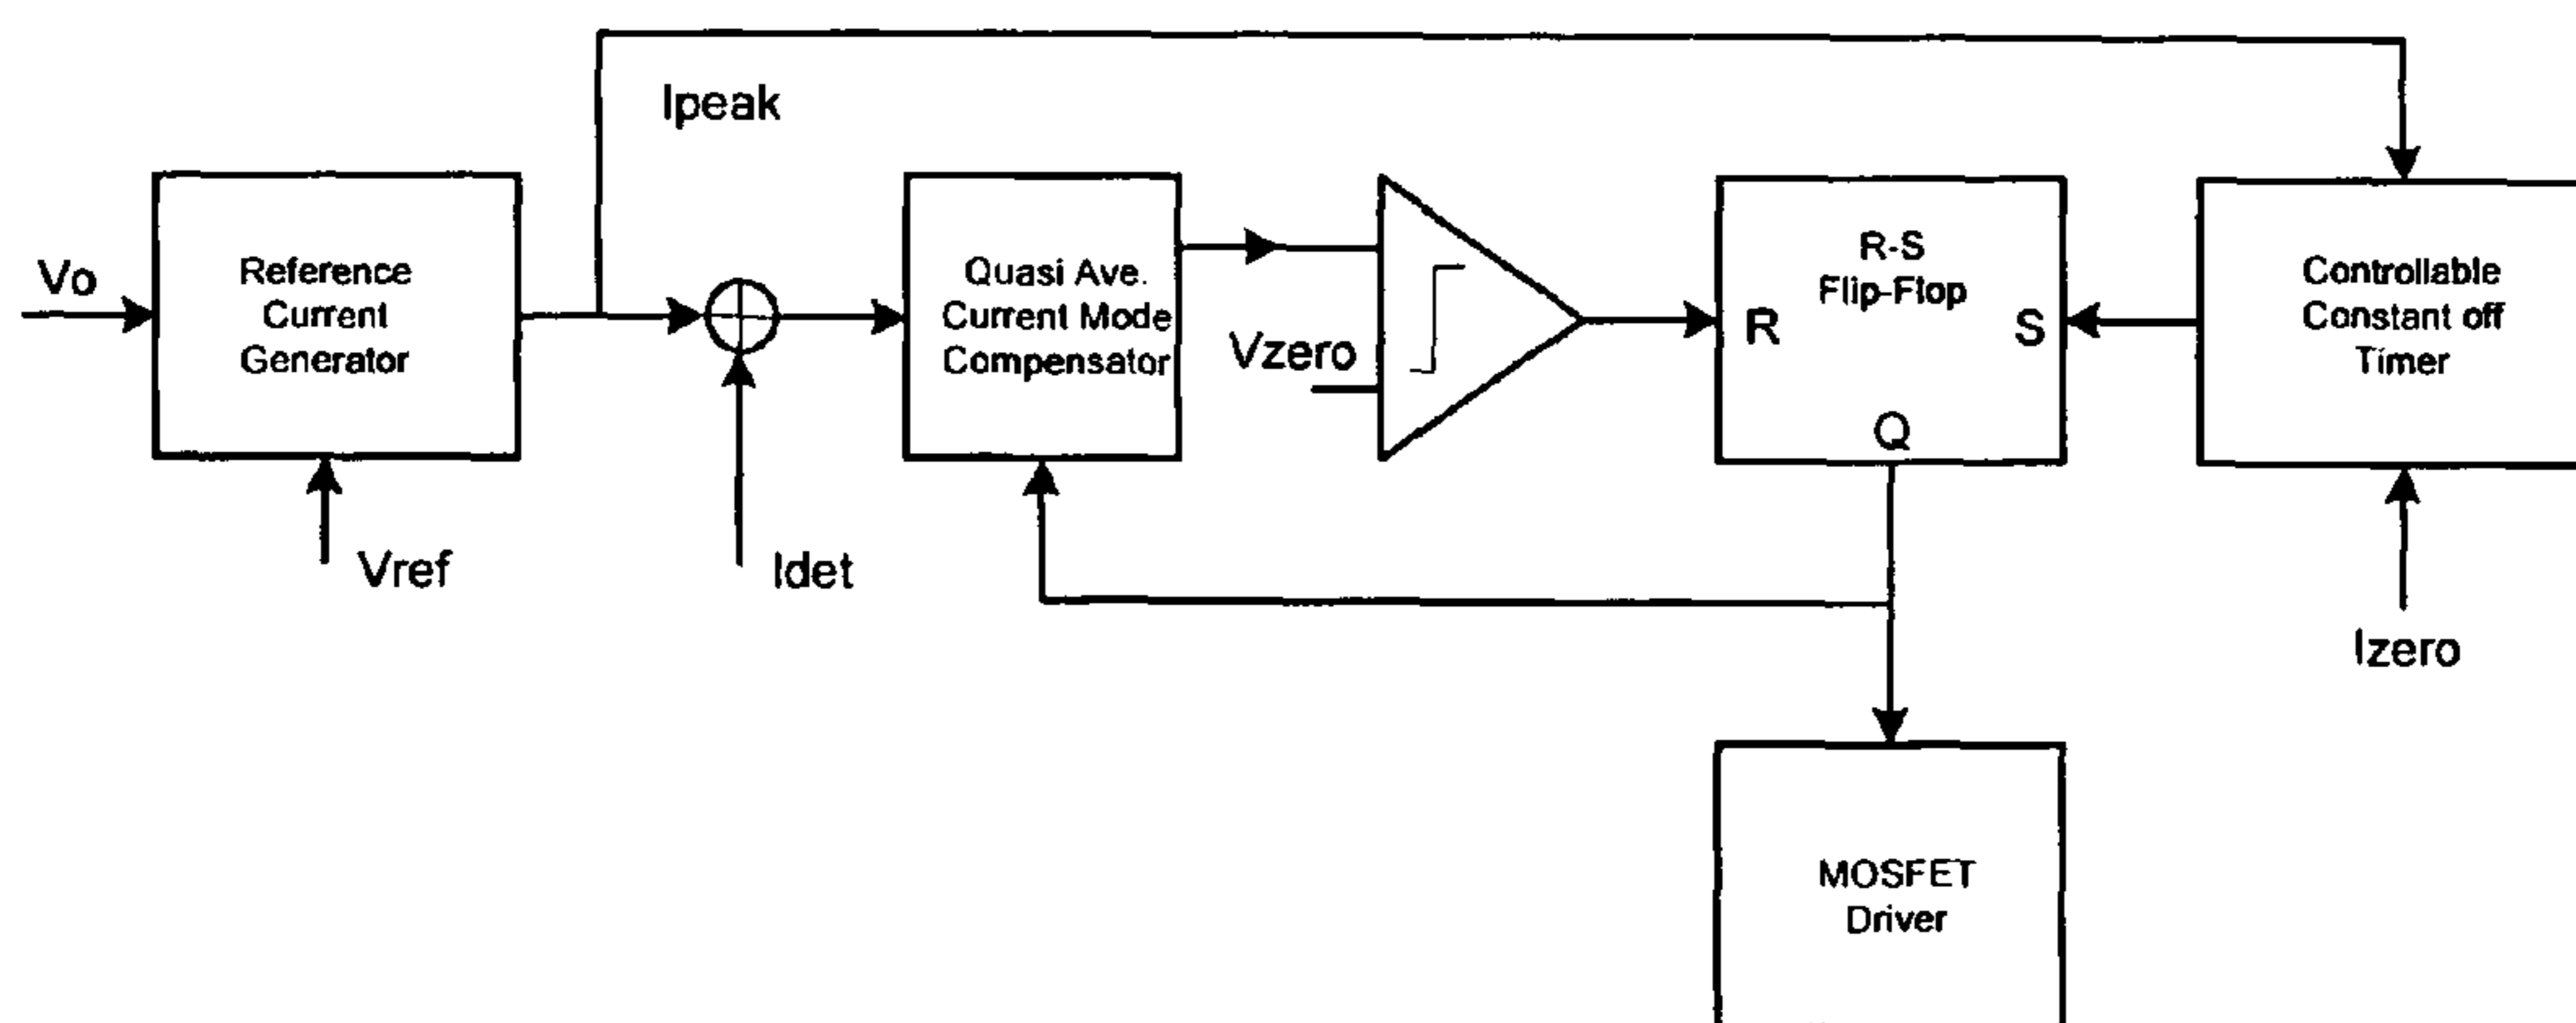 Ipeak
Vo
Reference
Current
Generator
Vref
Idet
Quasi Ave.
Current Mode
Compensator
Vzero
R-S
Flip-Flop
R
S
Q
Controllable
Constant off
Timer
Izero
MOSFET
Driver